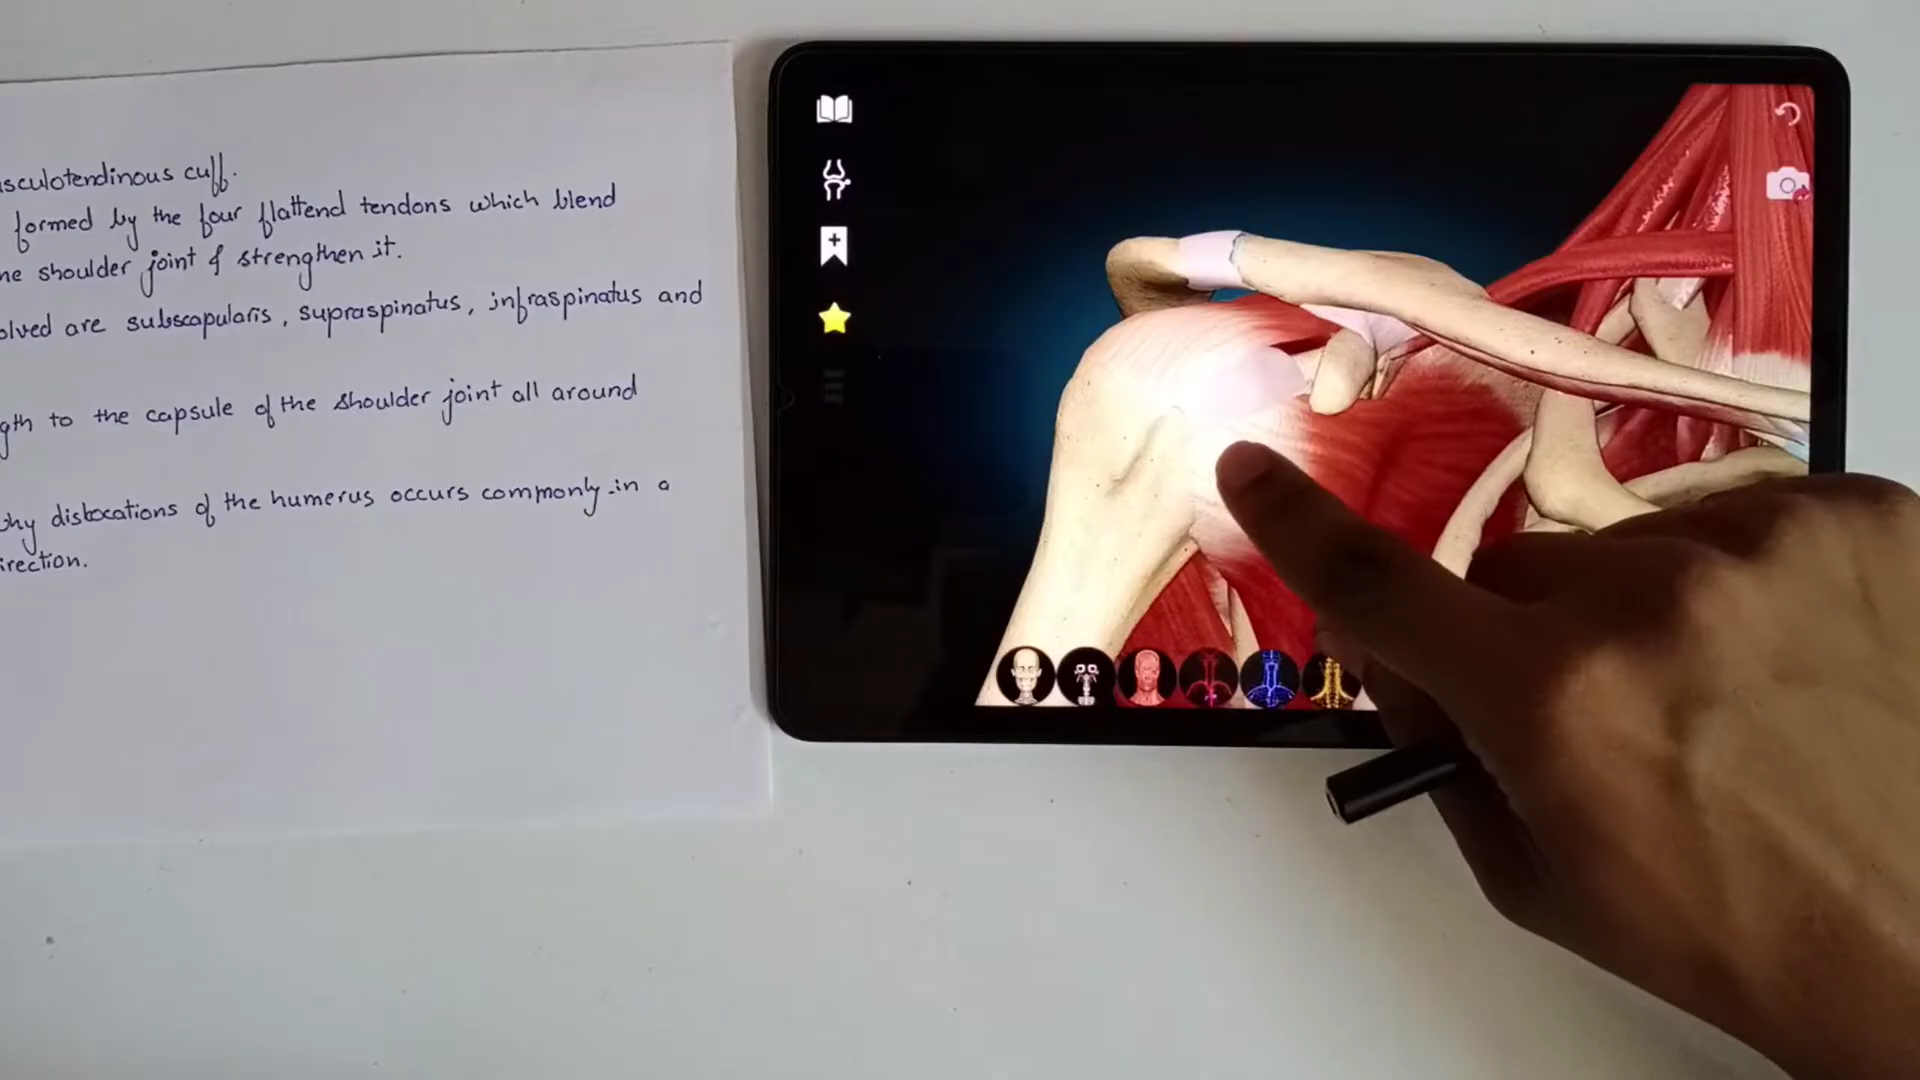 sculotendinous cuff.
formed by the four flattend tendons which blend
he shoulder joint & strengthen it.
olved are subscapularis, supraspinatus, infraspinatus and
gth to the capsule of the shoulder joint all around
why dislocations of the humerus occurs commonly in a
irection.